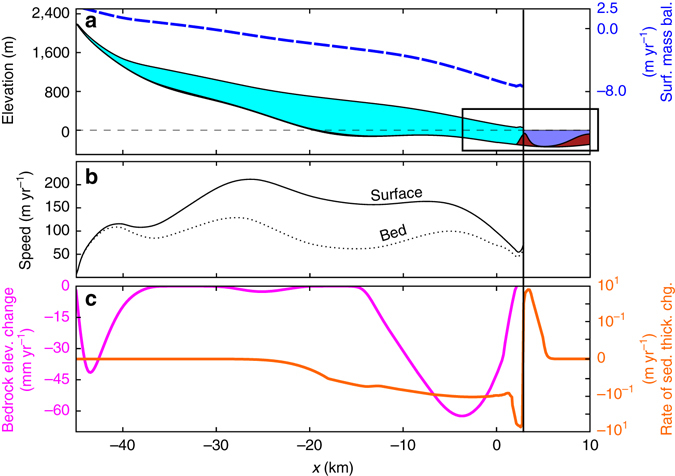 a
2,400
1,600
800
0
Elevation (m)
2.5
0.0
−8.0
(m yr−1)
Surf. mass bal.
b
200
150
100
50
Speed (m yr−1)
Surface
Bed
c
0
−15
−30
−45
−60
Bedrock elev. change
(mm yr−1)
10¹
10⁻¹
0
−10⁻¹
−10¹
(m yr−1)
Rate of sed. thick. chg.
−40
−30
−20
−10
0
10
x (km)